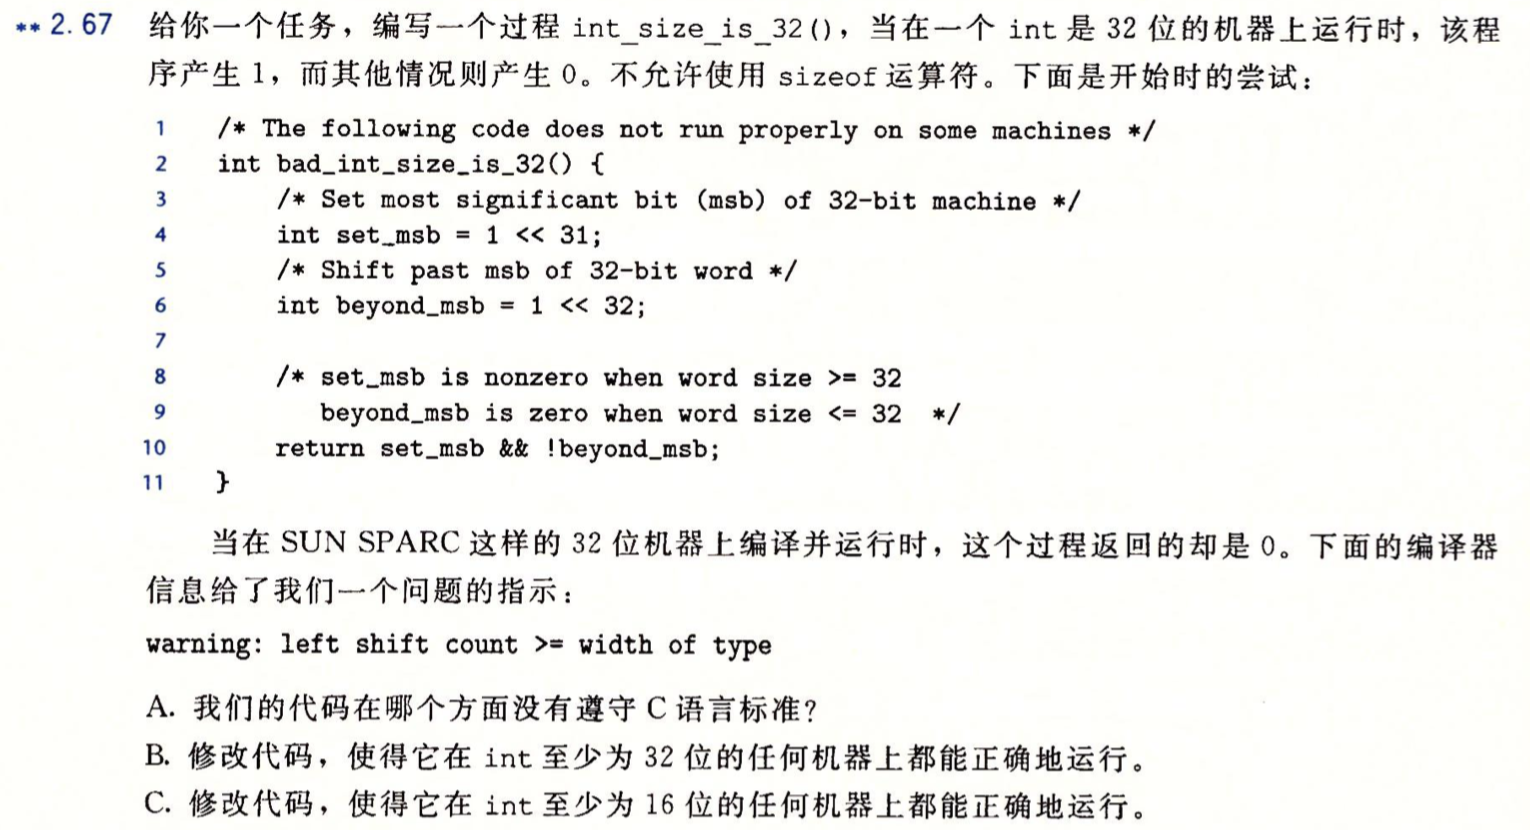 ** 2.67 给你一个任务，编写一个过程 int_size_is_32()，当在一个 int 是 32 位的机器上运行时，该程
序产生 1，而其他情况则产生 0。不允许使用 sizeof 运算符。下面是开始时的尝试：
1 /* The following code does not run properly on some machines */
2 int bad_int_size_is_32() {
3 /* Set most significant bit (msb) of 32-bit machine */
4 int set_msb = 1 << 31;
5 /* Shift past msb of 32-bit word */
6 int beyond_msb = 1 << 32;
7
8 /* set_msb is nonzero when word size >= 32
9 beyond_msb is zero when word size <= 32 */
10 return set_msb && !beyond_msb;
11 }
当在 SUN SPARC 这样的 32 位机器上编译并运行时，这个过程返回的却是 0。下面的编译器
信息给了我们一个问题的指示：
warning: left shift count >= width of type
A. 我们的代码在哪个方面没有遵守 C 语言标准？
B. 修改代码，使得它在 int 至少为 32 位的任何机器上都能正确地运行。
C. 修改代码，使得它在 int 至少为 16 位的任何机器上都能正确地运行。